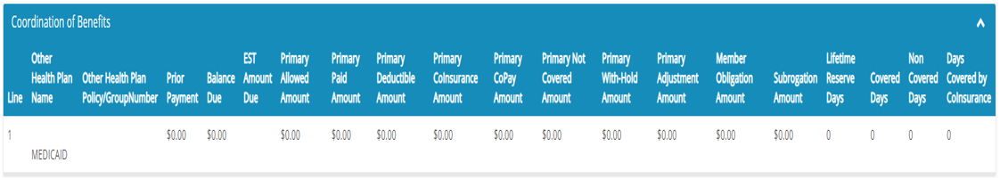 Coordination of Benefits
Line Other Health Plan Name Other Health Plan Policy/GroupNumber Prior Payment Balance Due EST Amount Due Primary Allowed Amount Primary Paid Amount Primary Deductible Amount Primary CoInsurance Amount Primary CoPay Amount Primary Not Covered Amount Primary With-Hold Amount Primary Adjustment Amount Member Obligation Amount Subrogation Amount Lifetime Reserve Days Covered Days Non Covered Days Days Covered by CoInsurance
1 $0.00 $0.00 $0.00 $0.00 $0.00 $0.00 $0.00 $0.00 $0.00 $0.00 $0.00 $0.00 0 0 0 0
MEDICAID